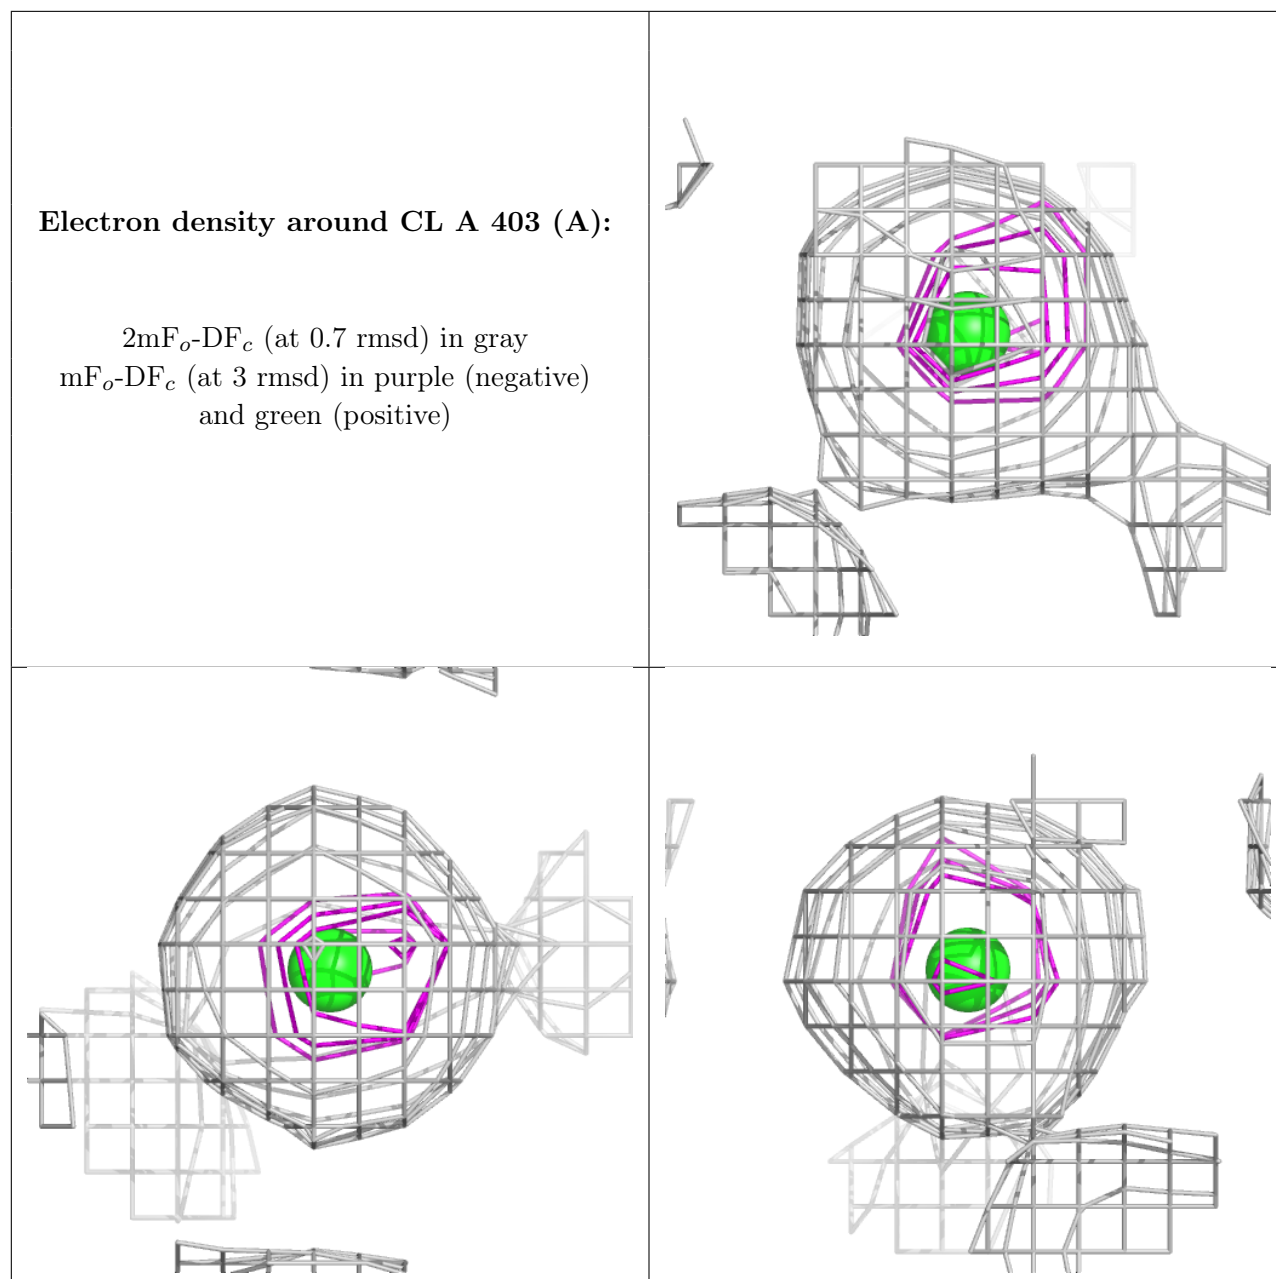 Electron density around CL A 403 (A):
2mFo-DFc (at 0.7 rmsd) in gray
mFo-DFc (at 3 rmsd) in purple (negative)
and green (positive)